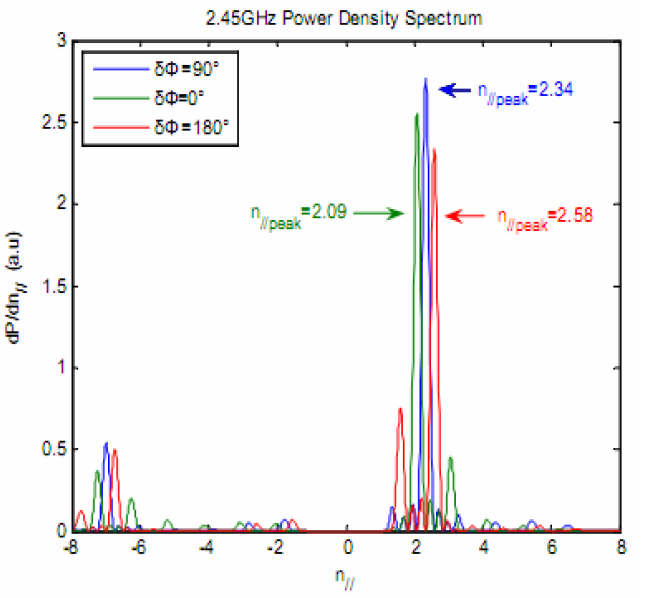 2.45GHz Power Density Spectrum
3
2.5
2
1.5
1
0.5
0
dP/dn// (a.u)
δΦ=90°
δΦ=0°
δΦ=180°
n//peak=2.34
n//peak=2.09
n//peak=2.58
-8 -6 -4 -2 0 2 4 6 8
n//